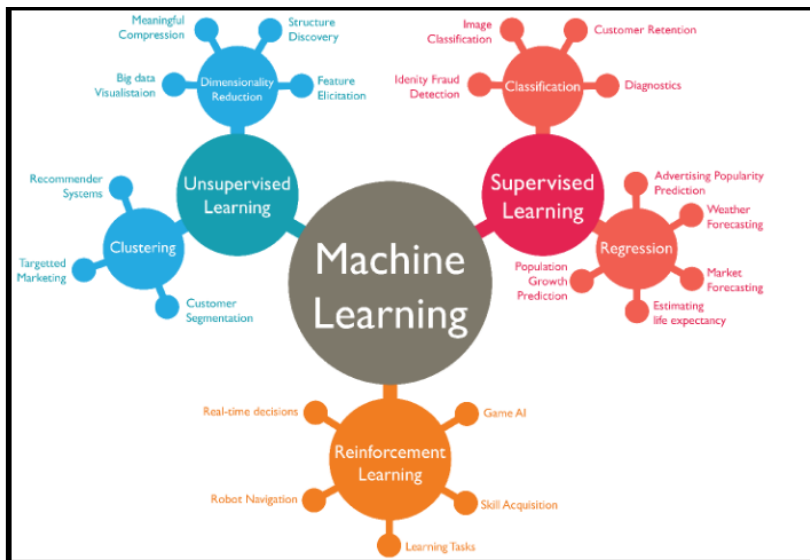 Meaningful
Compression
Structure
Discovery
Big data
Visualistaion
Dimensionality
Reduction
Feature
Elicitation
Image
Classification
Customer Retention
Idenity Fraud
Detection
Classification
Diagnostics
Recommender
Systems
Unsupervised
Learning
Supervised
Learning
Advertising Popularity
Prediction
Weather
Forecasting
Clustering
Machine
Learning
Regression
Targetted
Marketing
Population
Growth
Prediction
Market
Forecasting
Customer
Segmentation
Estimating
life expectancy
Real-time decisions
Game AI
Reinforcement
Learning
Robot Navigation
Skill Acquisition
Learning Tasks